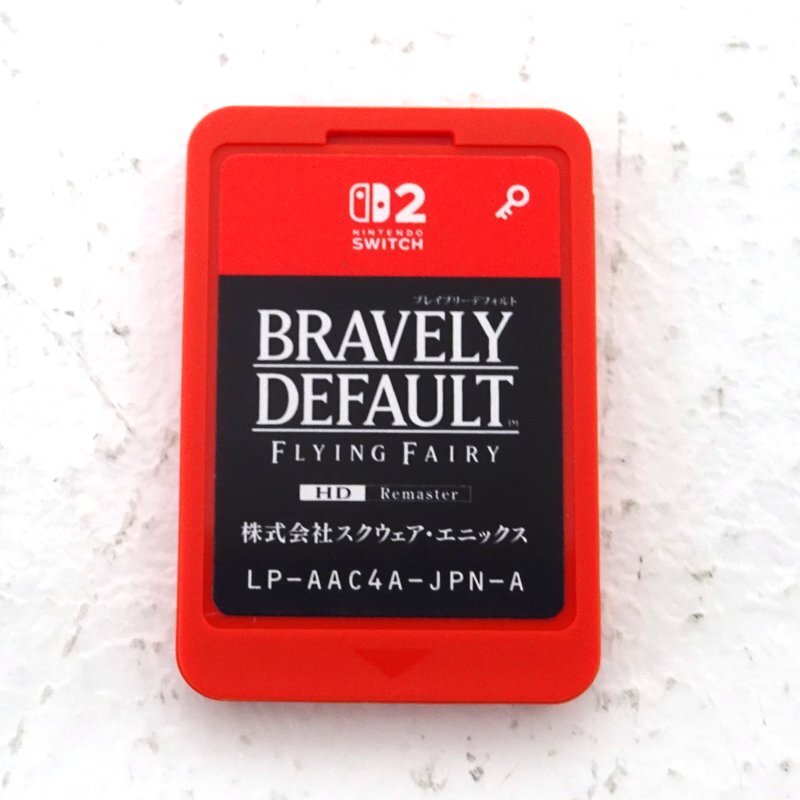 2
NINTENDO
SWITCH
ブレイブリーデフォルト
BRAVELY
DEFAULT™
FLYING FAIRY
HD Remaster
株式会社スクウェア・エニックス
LP-AAC4A-JPN-A